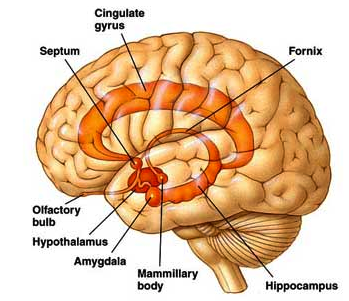 Cingulate
gyrus
Septum
Fornix
Olfactory
bulb
Hypothalamus
Amygdala
Mammillary
body
Hippocampus